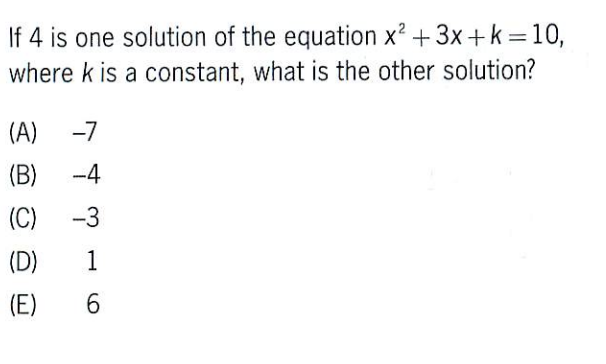 If 4 is one solution of the equation x² + 3x + k = 10,
where k is a constant, what is the other solution?
(A) –7
(B) –4
(C) –3
(D) 1
(E) 6